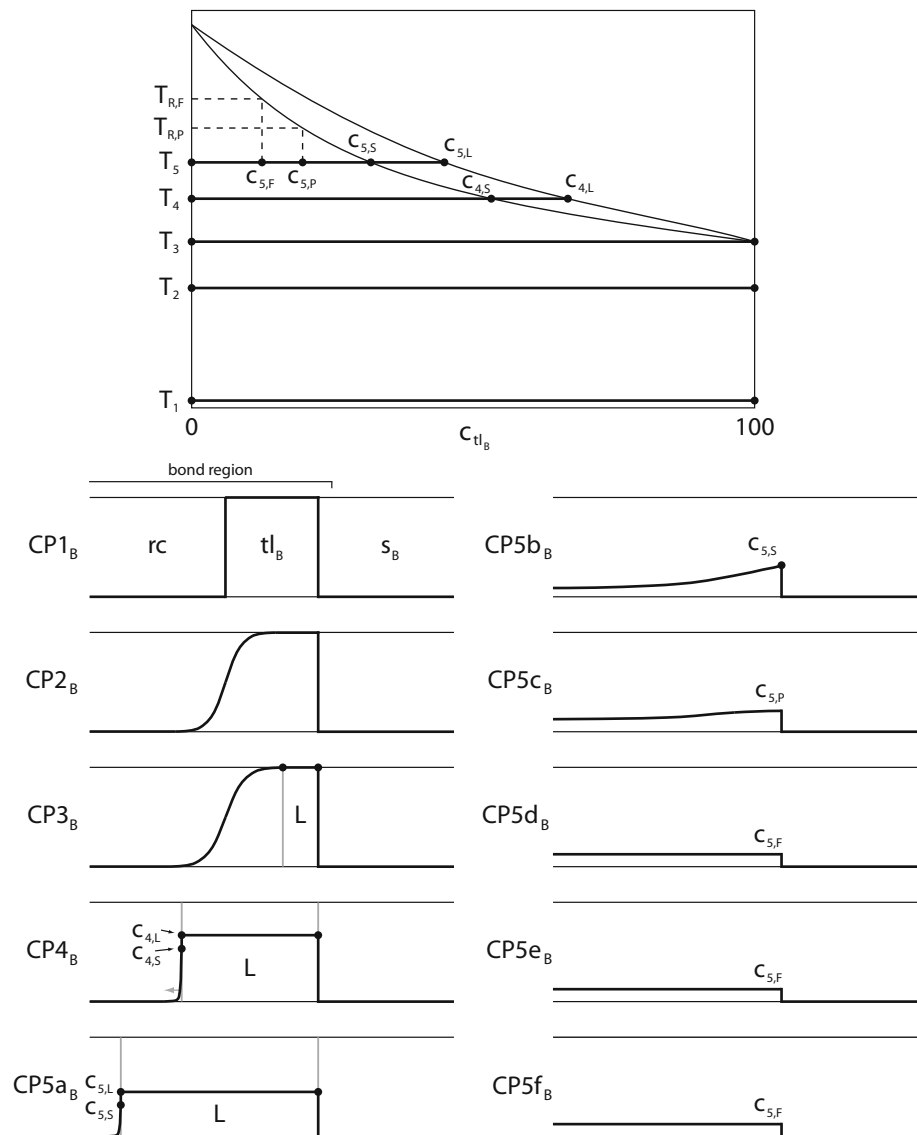 T_R,F
T_R,P
T_5
c_5,S
c_5,L
c_5,F
c_5,P
T_4
c_4,S
c_4,L
T_3
T_2
T_1
0
c_tl_B
100
bond region
CP1_B
rc
tl_B
s_B
CP5b_B
c_5,S
CP2_B
CP5c_B
c_5,P
CP3_B
L
CP5d_B
c_5,F
CP4_B
c_4,L
c_4,S
L
CP5e_B
c_5,F
CP5a_B
c_5,L
c_5,S
L
CP5f_B
c_5,F